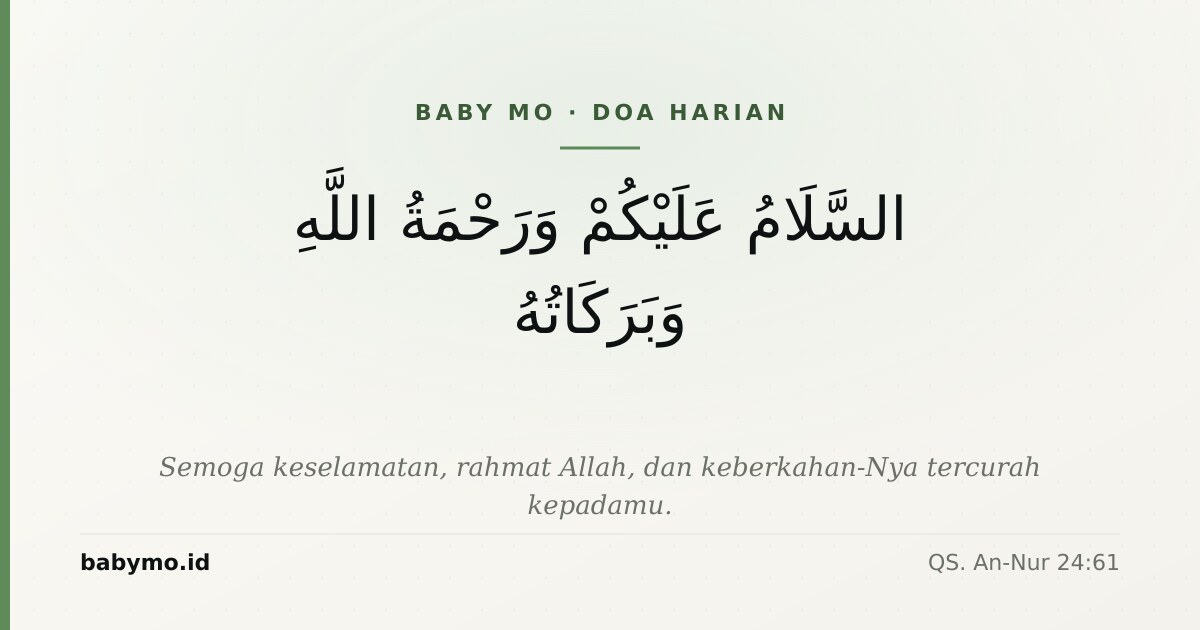 BABY MO · DOA HARIAN
السَّلَامُ عَلَيْكُمْ وَرَحْمَةُ اللَّهِ
وَبَرَكَاتُهُ
Semoga keselamatan, rahmat Allah, dan keberkahan-Nya tercurah
kepadamu.
babymo.id
QS. An-Nur 24:61